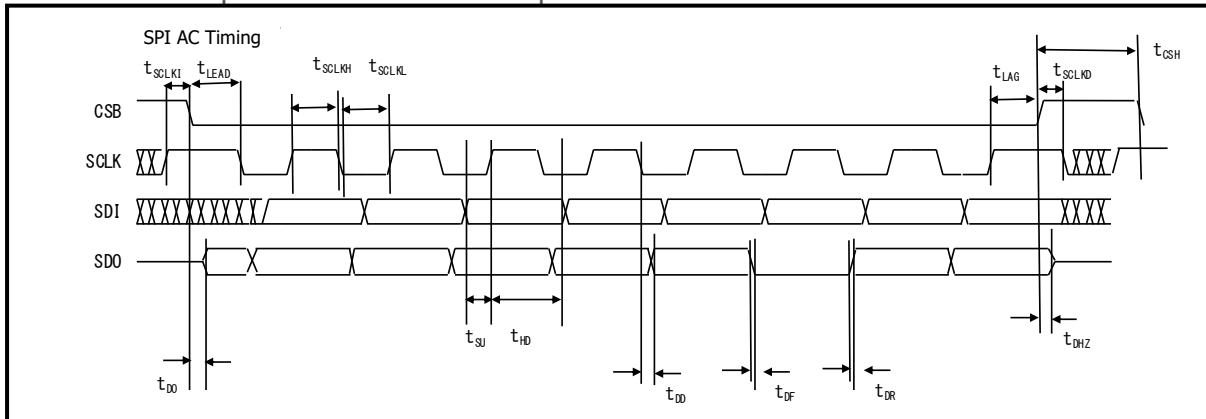 SPI AC Timing
tSCLKI
tLEAD
tSCLKH
tSCLKL
tLAG
tSCLKD
tCSH
CSB
SCLK
SDI
SDO
tSU
tHD
tDHZ
tDO
tDD
tDF
tDR